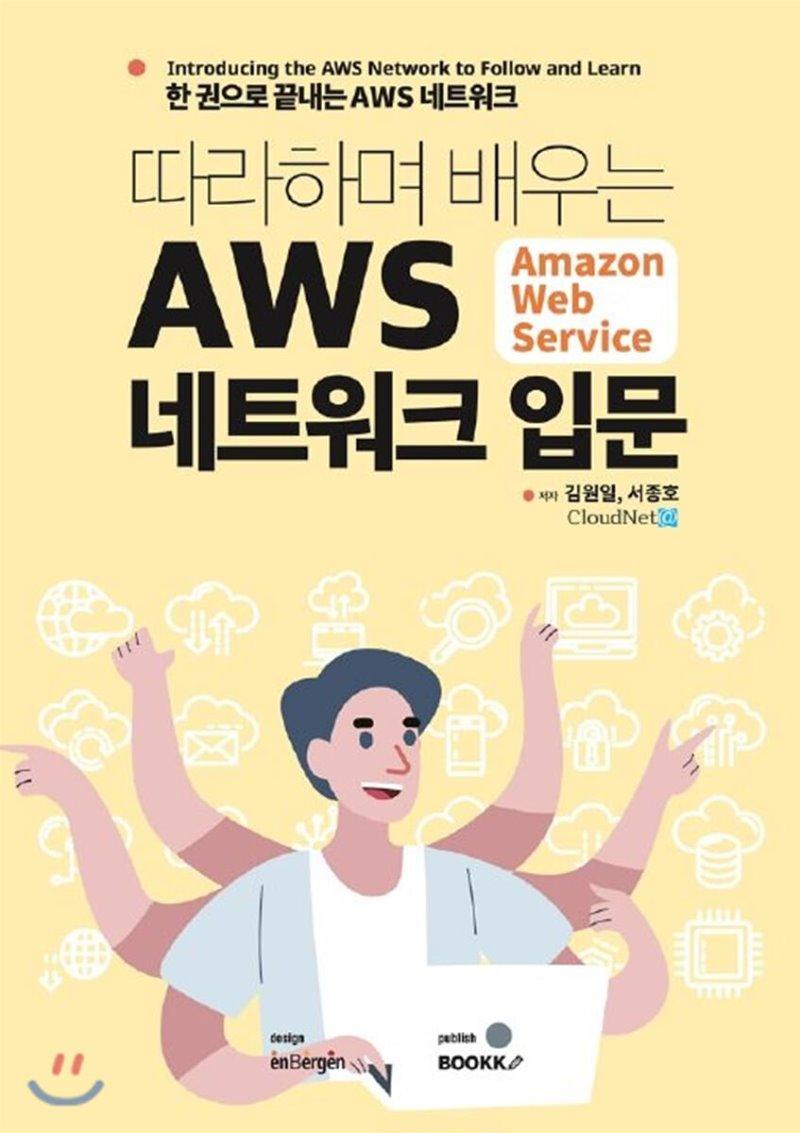 Introducing the AWS Network to Follow and Learn
한 권으로 끝내는 AWS 네트워크
따라하며 배우는
AWS
Amazon
Web
Service
네트워크 입문
저자 김원일, 서종호
CloudNet@
design
enBergen
publish
BOOKK